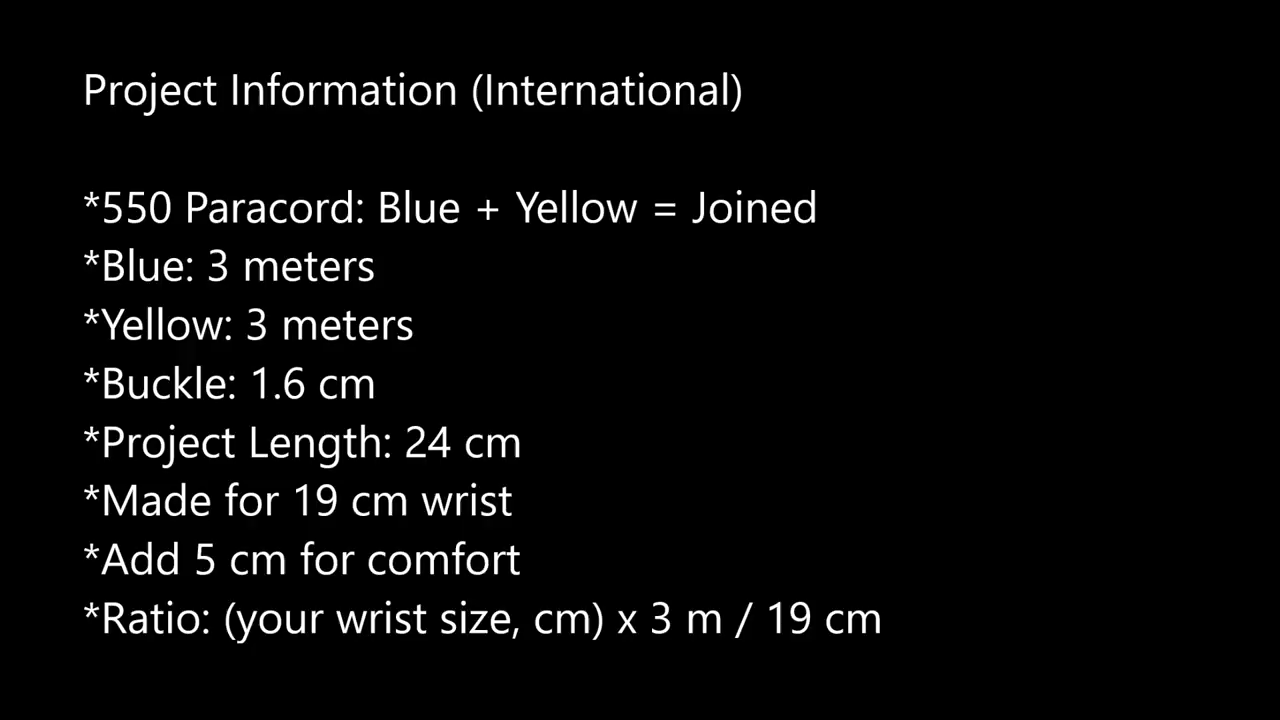 Project Information (International)
*550 Paracord: Blue + Yellow = Joined
*Blue: 3 meters
*Yellow: 3 meters
*Buckle: 1.6 cm
*Project Length: 24 cm
*Made for 19 cm wrist
*Add 5 cm for comfort
*Ratio: (your wrist size, cm) x 3 m / 19 cm